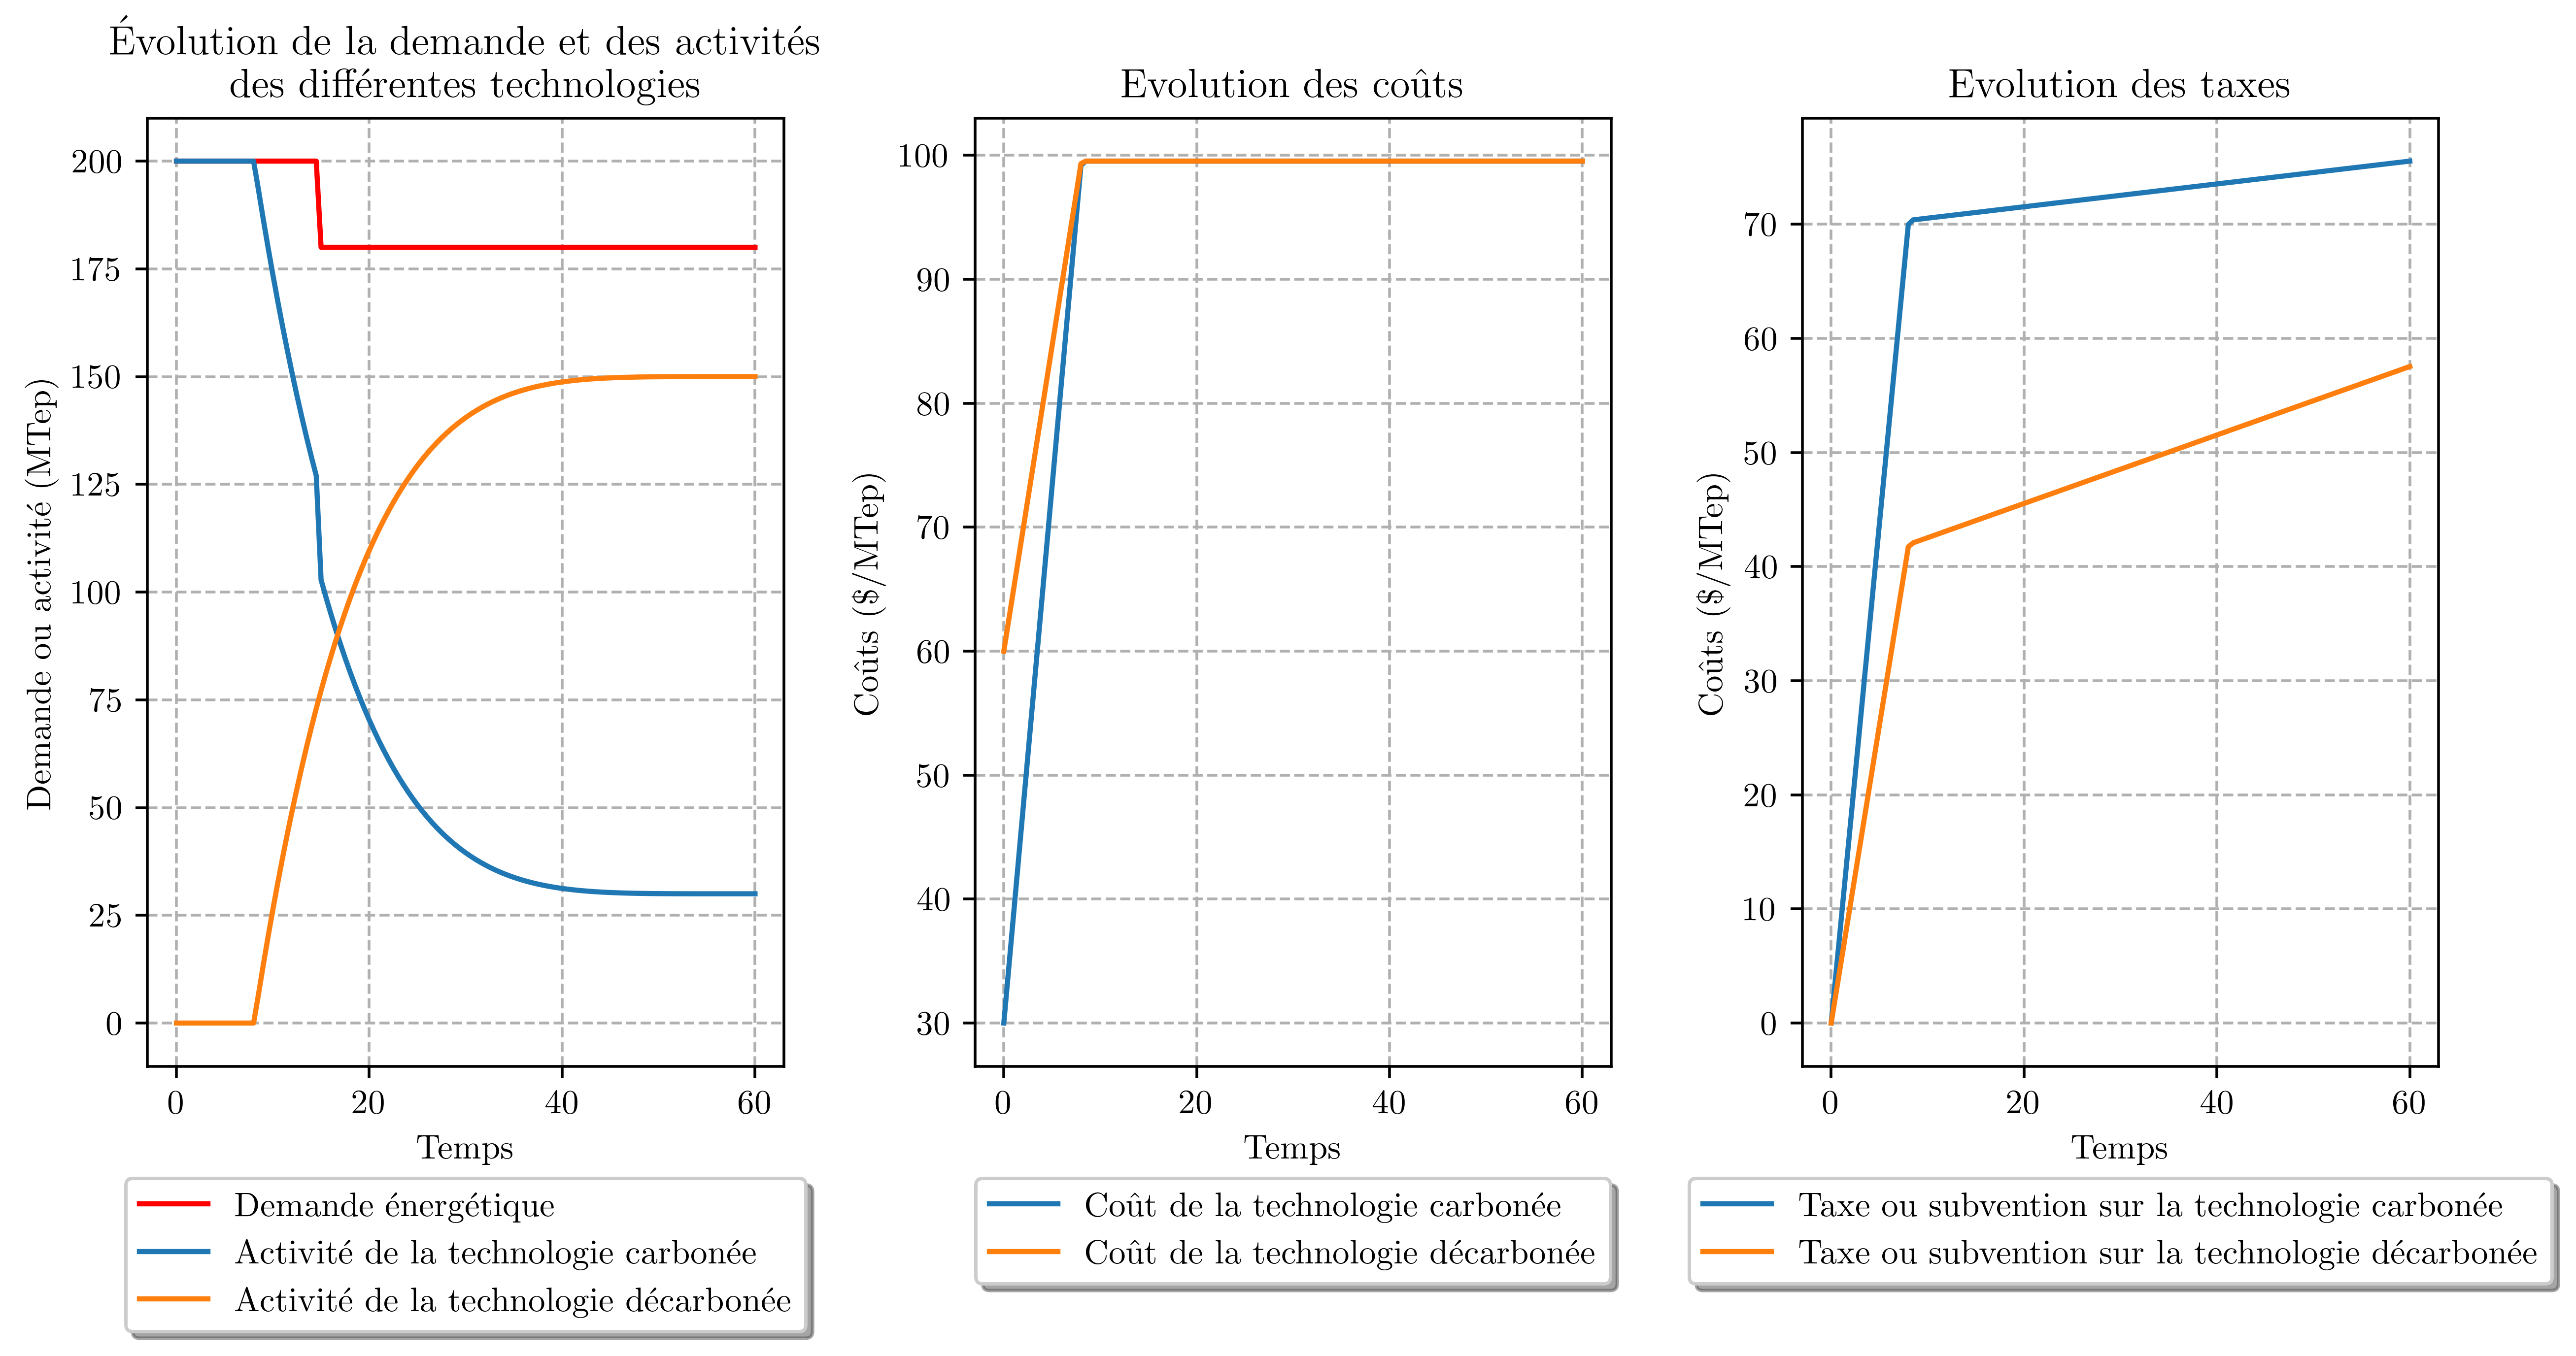 Évolution de la demande et des activités
des différentes technologies
Demande ou activité (MTep)
200
175
150
125
100
75
50
25
0
0 20 40 60
Temps
Demande énergétique
Activité de la technologie carbonée
Activité de la technologie décarbonée
Evolution des coûts
Coûts ($/MTep)
100
90
80
70
60
50
40
30
0 20 40 60
Temps
Coût de la technologie carbonée
Coût de la technologie décarbonée
Evolution des taxes
Coûts ($/MTep)
70
60
50
40
30
20
10
0
0 20 40 60
Temps
Taxe ou subvention sur la technologie carbonée
Taxe ou subvention sur la technologie décarbonée